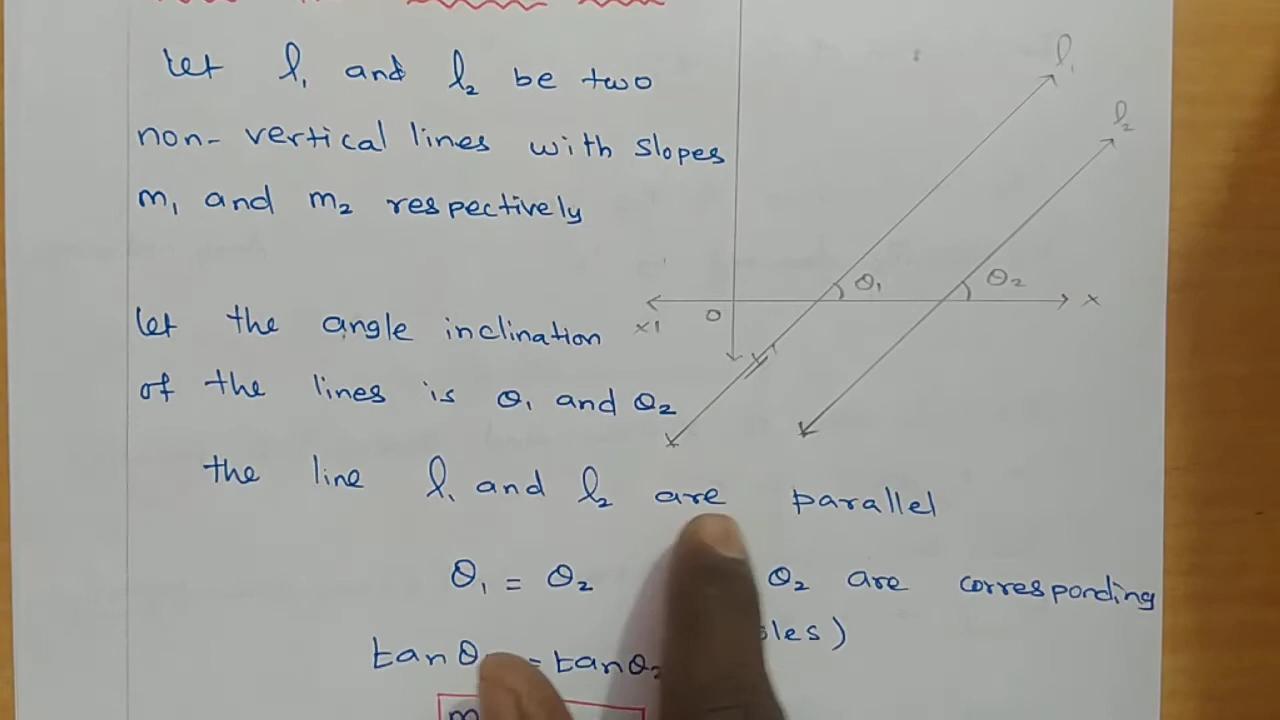 let l₁ and l₂ be two
non-vertical lines with slopes
m₁ and m₂ respectively
let the angle inclination
of the lines is θ₁ and θ₂
the line l₁ and l₂ are parallel
θ₁ = θ₂ θ₂ are corresponding
tanθ = tanθ₂
m
l₁
l₂
θ₁
θ₂
x
x1
O